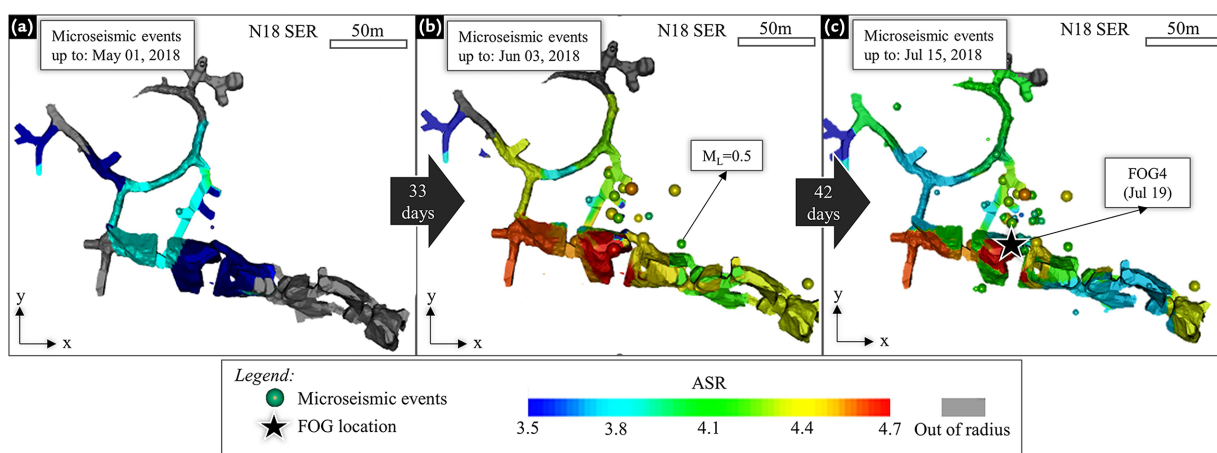 (a)
Microseismic events
up to: May 01, 2018
N18 SER
50m
y
x
33
days
(b)
Microseismic events
up to: Jun 03, 2018
N18 SER
50m
M_L=0.5
y
x
42
days
(c)
Microseismic events
up to: Jul 15, 2018
N18 SER
50m
FOG4
(Jul 19)
y
x
Legend:
Microseismic events
FOG location
ASR
3.5 3.8 4.1 4.4 4.7
Out of radius